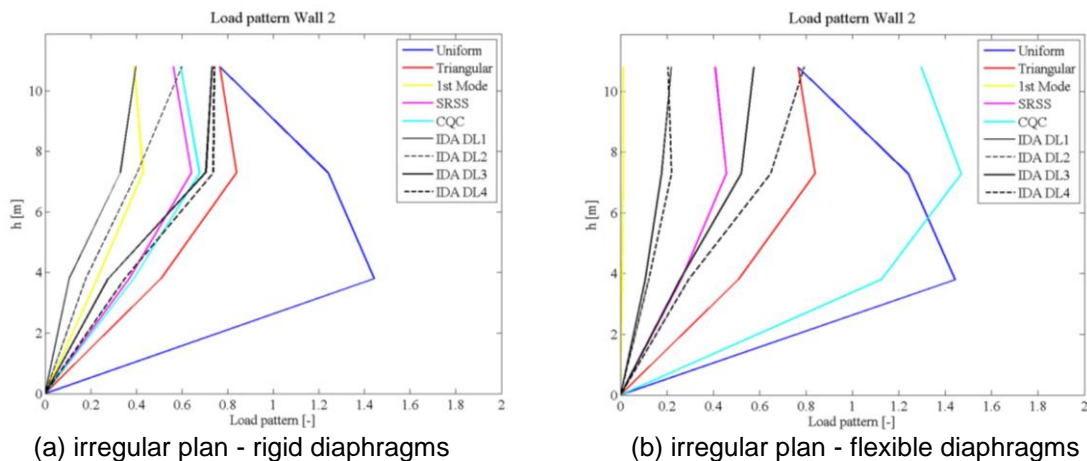 Load pattern Wall 2
Load pattern Wall 2
Uniform
Triangular
1st Mode
SRSS
CQC
IDA DL1
IDA DL2
IDA DL3
IDA DL4
Uniform
Triangular
1st Mode
SRSS
CQC
IDA DL1
IDA DL2
IDA DL3
IDA DL4
h [m]
10
8
6
4
2
0
h [m]
10
8
6
4
2
0
0 0.2 0.4 0.6 0.8 1 1.2 1.4 1.6 1.8 2
0 0.2 0.4 0.6 0.8 1 1.2 1.4 1.6 1.8 2
Load pattern [-]
Load pattern [-]
(a) irregular plan - rigid diaphragms
(b) irregular plan - flexible diaphragms